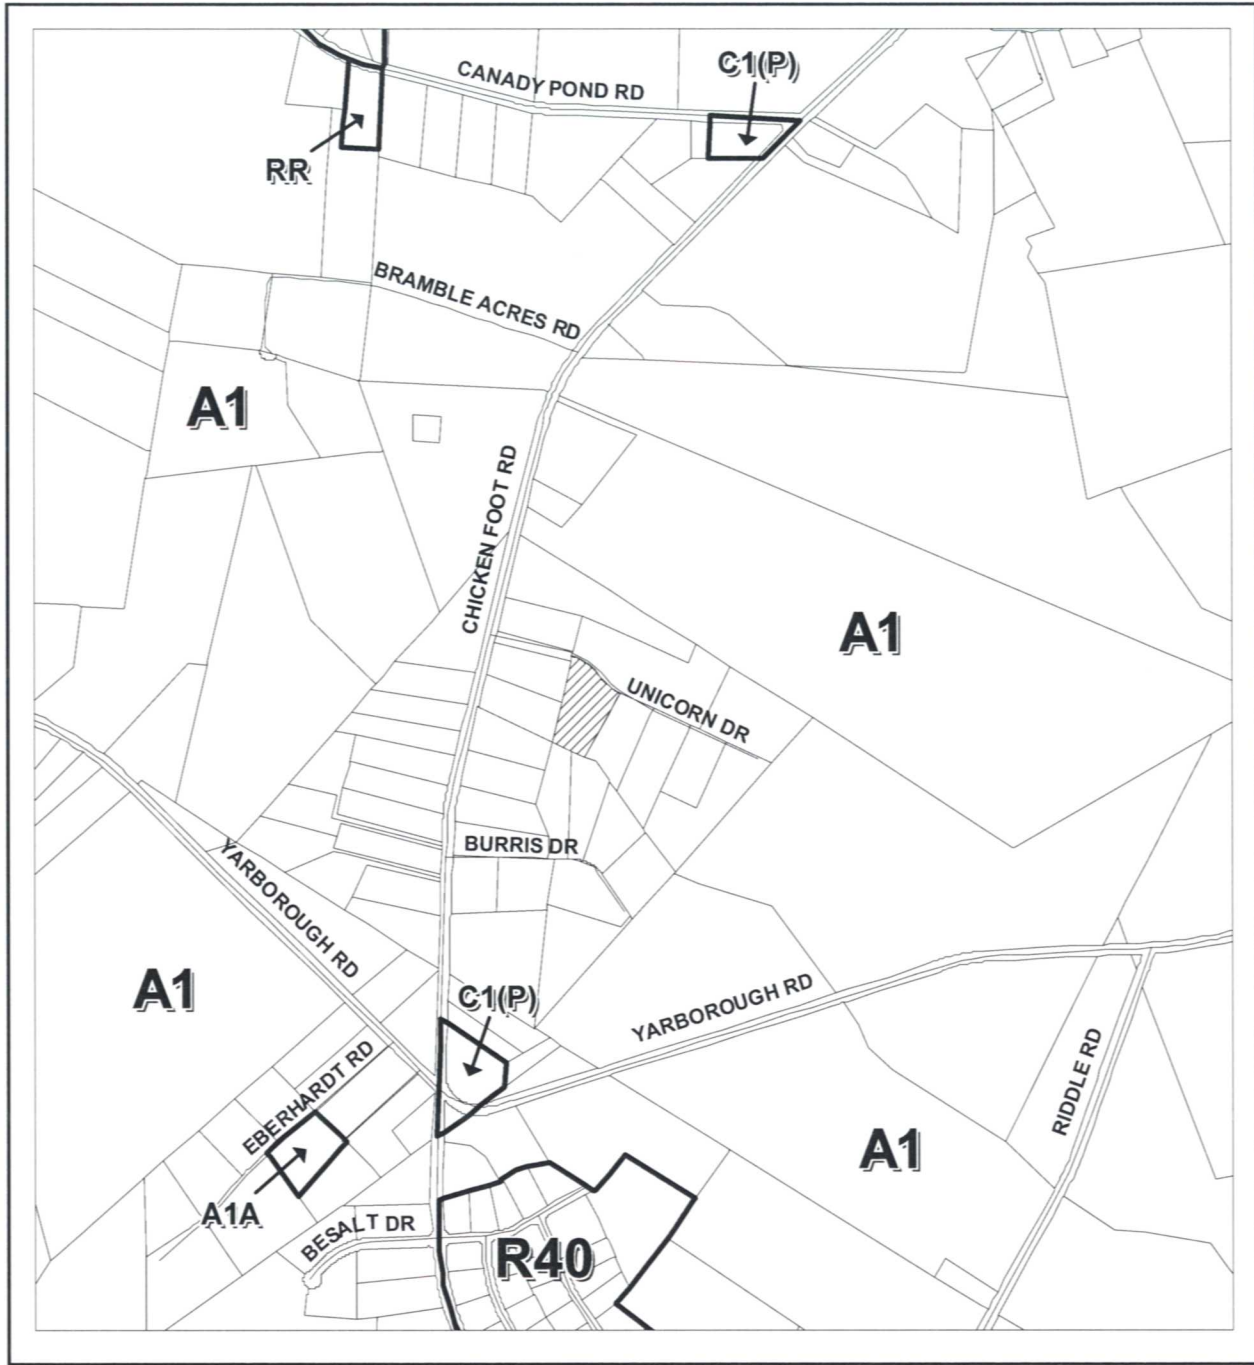 CANADY POND RD
C1(P)
RR
BRAMBLE ACRES RD
A1
CHICKEN FOOT RD
A1
UNICORN DR
BURRIS DR
YARBOROUGH RD
A1
C1(P)
YARBOROUGH RD
RIDDLE RD
EBERHARDT RD
A1
A1A
BESALT DR
R40